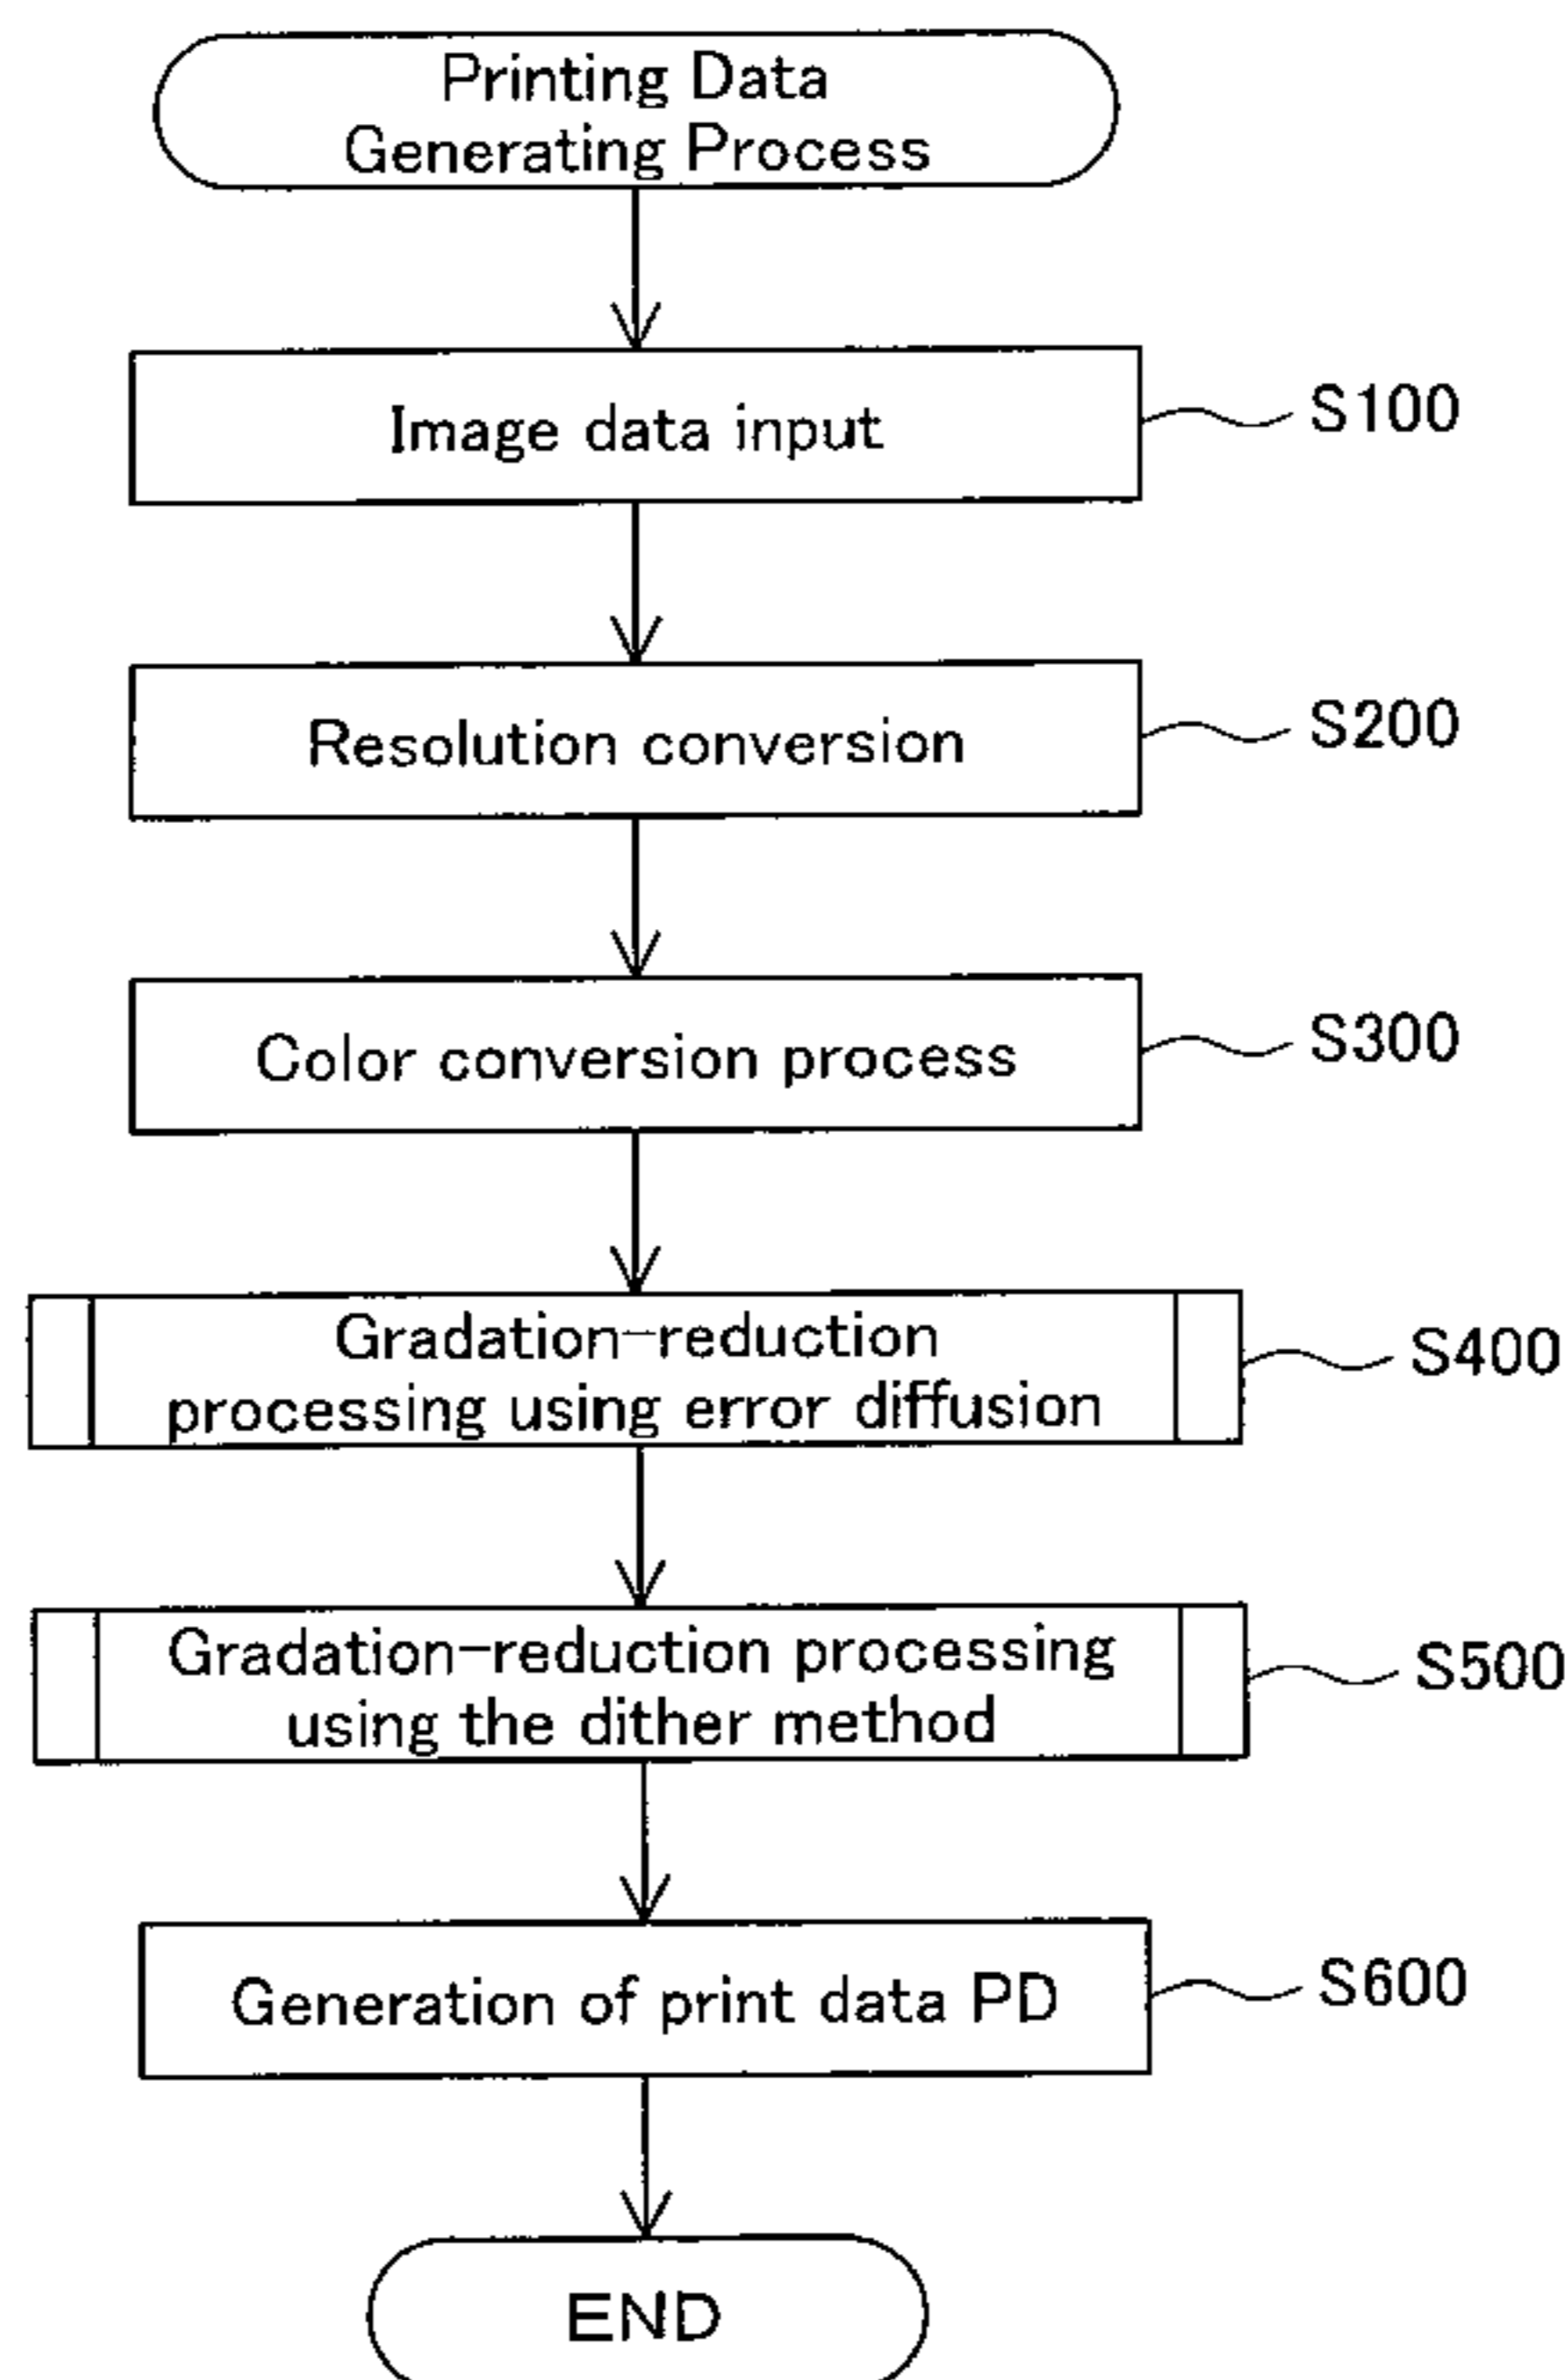 Printing Data
Generating Process
Image data input
S100
Resolution conversion
S200
Color conversion process
S300
Gradation-reduction
processing using error diffusion
S400
Gradation-reduction processing
using the dither method
S500
Generation of print data PD
S600
END